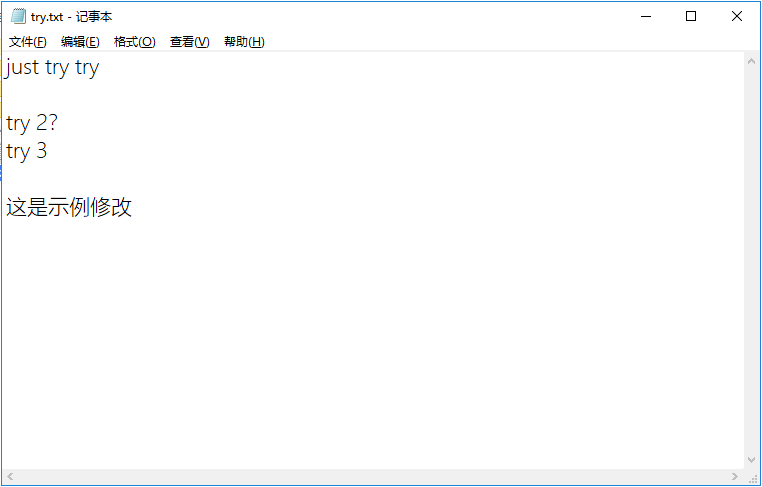 try.txt - 记事本
文件(F) 编辑(E) 格式(O) 查看(V) 帮助(H)
just try try
try 2?
try 3
这是示例修改